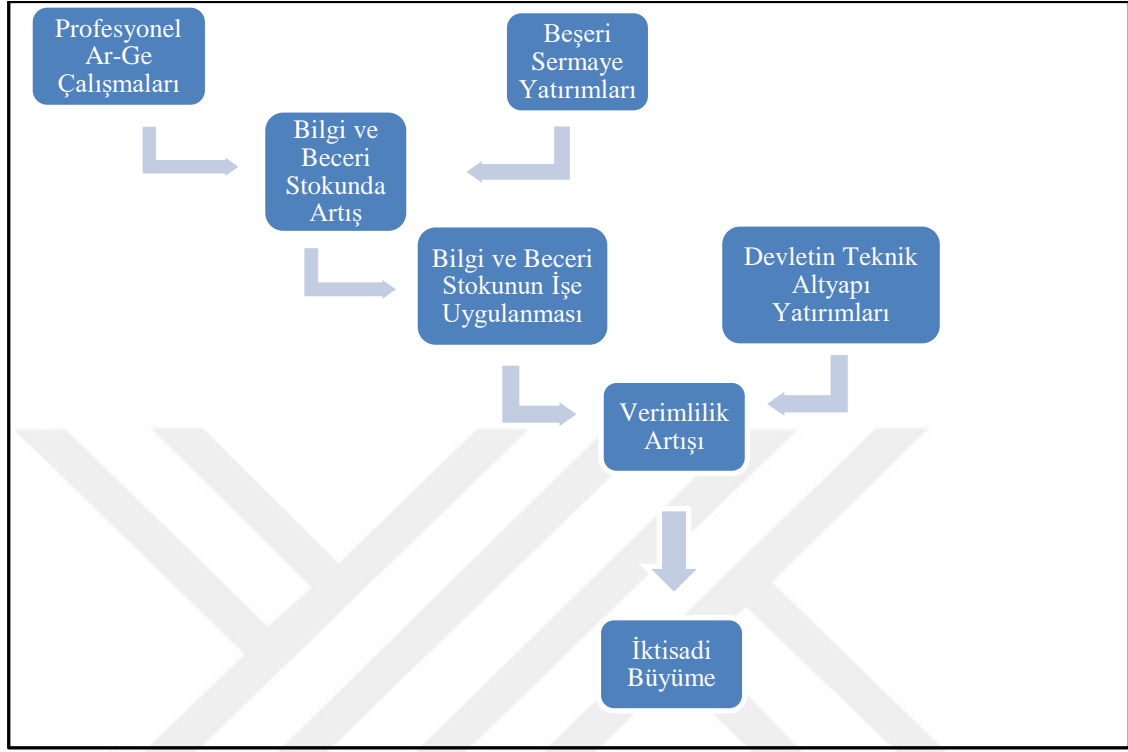 Profesyonel
Ar-Ge
Çalışmaları
Beşeri
Sermaye
Yatırımları
Bilgi ve
Beceri
Stokunda
Artış
Bilgi ve Beceri
Stokunun İşe
Uygulanması
Devletin Teknik
Altyapı
Yatırımları
Verimlilik
Artışı
İktisadi
Büyüme